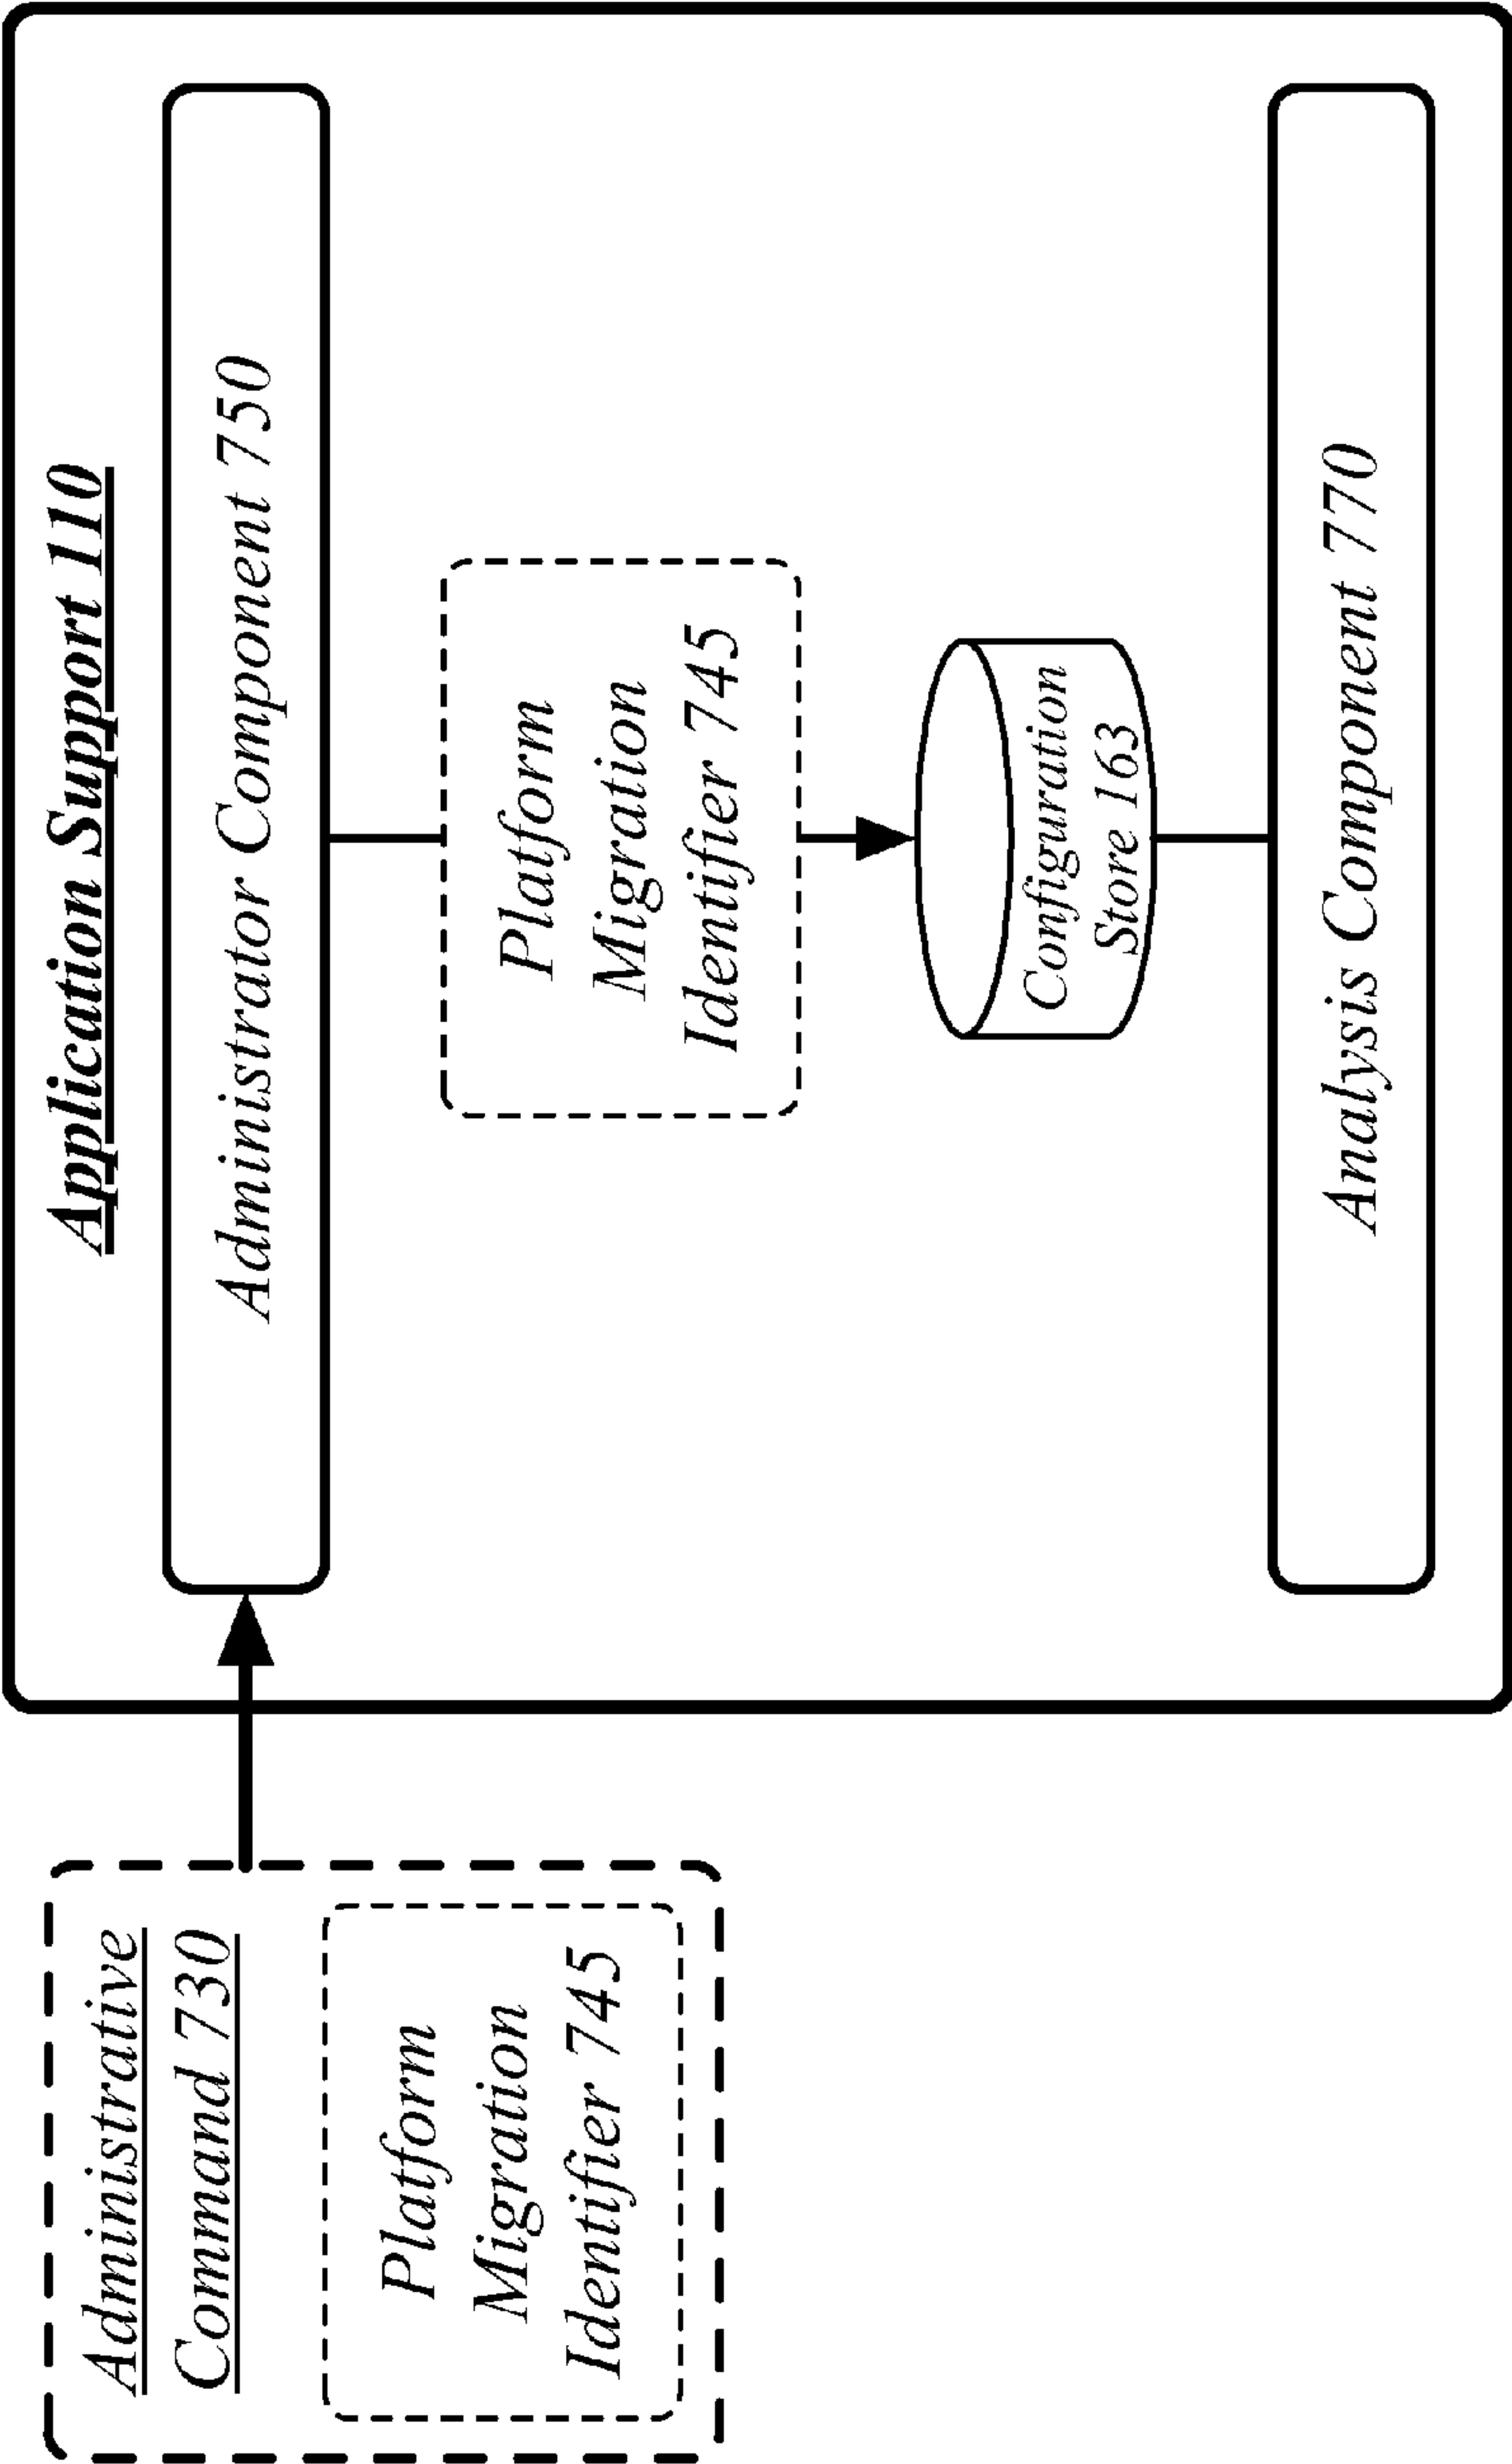 Administrative
Command 730
Platform
Migration
Identifier 745
Application Support 110
Administrator Component 750
Platform
Migration
Identifier 745
Configuration
Store 163
Analysis Component 770